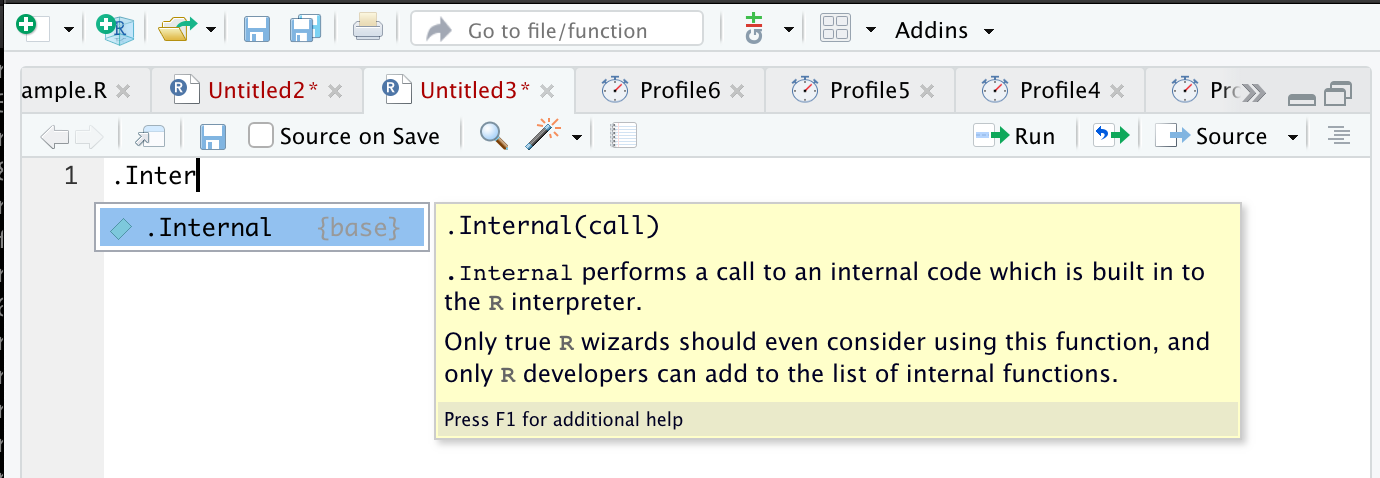 Go to file/function
Addins
ample.R
Untitled2*
Untitled3*
Profile6
Profile5
Profile4
Source on Save
Run
Source
1 .Inter
.Internal {base}
.Internal(call)
.Internal performs a call to an internal code which is built in to
the R interpreter.
Only true R wizards should even consider using this function, and
only R developers can add to the list of internal functions.
Press F1 for additional help